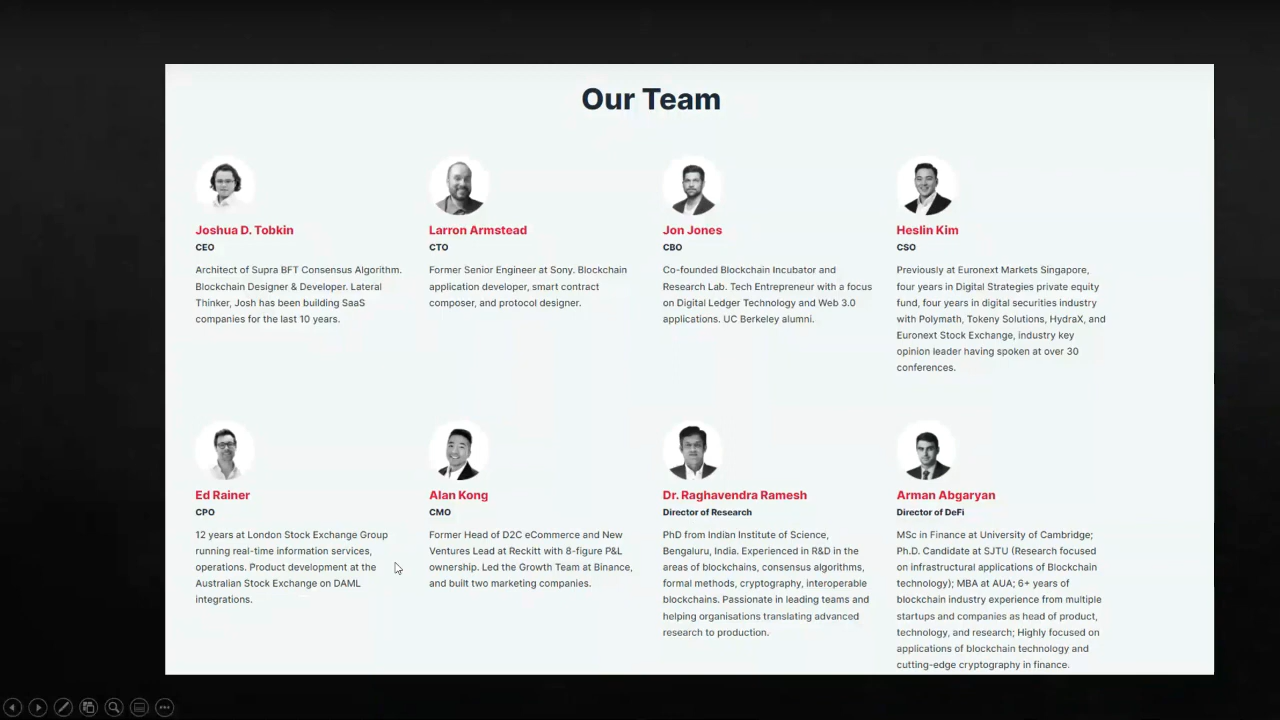 Our Team
Joshua D. Tobkin
CEO
Architect of Supra BFT Consensus Algorithm.
Blockchain Designer & Developer. Lateral
Thinker, Josh has been building SaaS
companies for the last 10 years.
Larron Armstead
CTO
Former Senior Engineer at Sony. Blockchain
application developer, smart contract
composer, and protocol designer.
Jon Jones
CBO
Co-founded Blockchain Incubator and
Research Lab. Tech Entrepreneur with a focus
on Digital Ledger Technology and Web 3.0
applications. UC Berkeley alumni.
Heslin Kim
CSO
Previously at Euronext Markets Singapore,
four years in Digital Strategies private equity
fund, four years in digital securities industry
with Polymath, Tokeny Solutions, HydraX, and
Euronext Stock Exchange, industry key
opinion leader having spoken at over 30
conferences.
Ed Rainer
CPO
12 years at London Stock Exchange Group
running real-time information services,
operations. Product development at the
Australian Stock Exchange on DAML
integrations.
Alan Kong
CMO
Former Head of D2C eCommerce and New
Ventures Lead at Reckitt with 8-figure P&L
ownership. Led the Growth Team at Binance,
and built two marketing companies.
Dr. Raghavendra Ramesh
Director of Research
PhD from Indian Institute of Science,
Bengaluru, India. Experienced in R&D in the
areas of blockchains, consensus algorithms,
formal methods, cryptography, interoperable
blockchains. Passionate in leading teams and
helping organisations translating advanced
research to production.
Arman Abgaryan
Director of DeFi
MSc in Finance at University of Cambridge;
Ph.D. Candidate at SJTU (Research focused
on infrastructural applications of Blockchain
technology); MBA at AUA; 6+ years of
blockchain industry experience from multiple
startups and companies as head of product,
technology, and research; Highly focused on
applications of blockchain technology and
cutting-edge cryptography in finance.